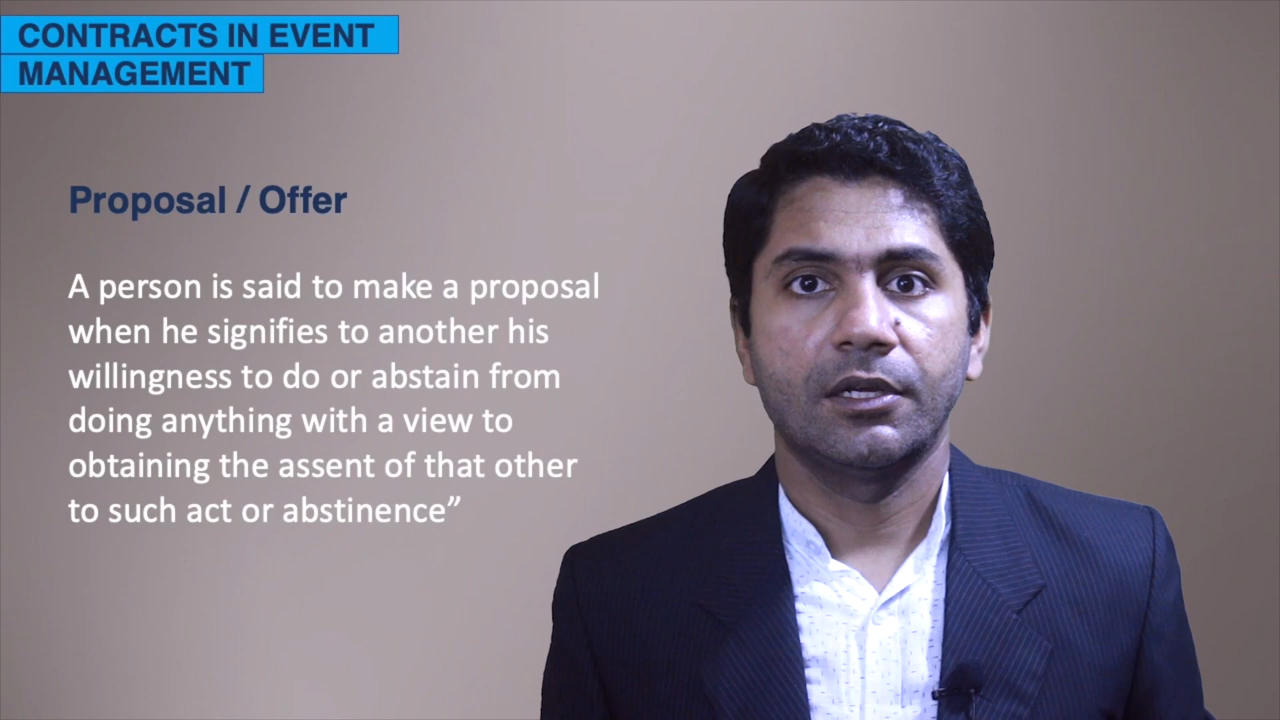 CONTRACTS IN EVENT
MANAGEMENT
Proposal / Offer
A person is said to make a proposal
when he signifies to another his
willingness to do or abstain from
doing anything with a view to
obtaining the assent of that other
to such act or abstinence”